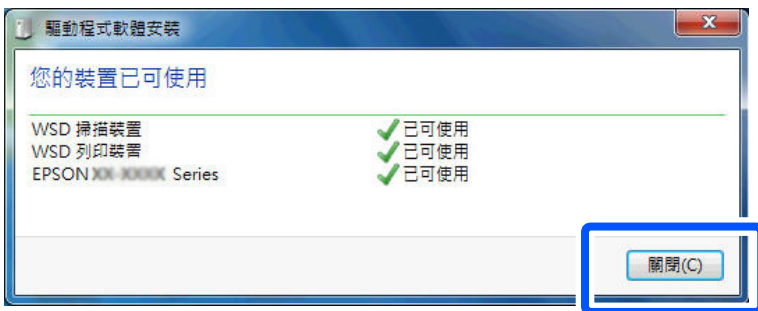 驅動程式軟體安裝
您的裝置已可使用
WSD 掃描裝置 已可使用
WSD 列印裝置 已可使用
EPSON Series 已可使用
關閉(C)